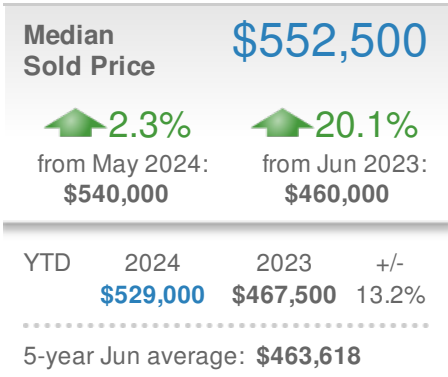 Median $552,500
Sold Price
2.3% 20.1%
from May 2024: from Jun 2023:
$540,000 $460,000
YTD 2024 2023 +/-
$529,000 $467,500 13.2%
5-year Jun average: $463,618